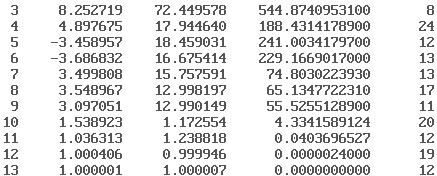 3 8.252719 72.449578 544.8740953100 8
4 4.897675 17.944640 188.4314178900 24
5 -3.458957 18.459031 241.0034179700 12
6 -3.686832 16.675414 229.1669017000 13
7 3.499808 15.757591 74.8030223930 13
8 3.548967 12.998197 65.1347722310 17
9 3.097051 12.990149 55.5255128900 11
10 1.538923 1.172554 4.3341589124 20
11 1.036313 1.238818 0.0403696527 12
12 1.000406 0.999946 0.0000024000 19
13 1.000001 1.000007 0.0000000000 12